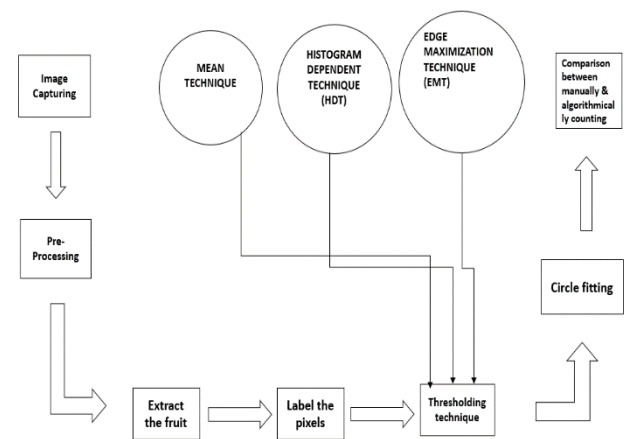 Image
Capturing
Pre-
Processing
Extract
the fruit
Label the
pixels
MEAN
TECHNIQUE
HISTOGRAM
DEPENDENT
TECHNIQUE
(HDT)
EDGE
MAXIMIZATION
TECHNIQUE
(EMT)
Thresholding
technique
Circle fitting
Comparison
between
manually &
algorithmical
ly counting